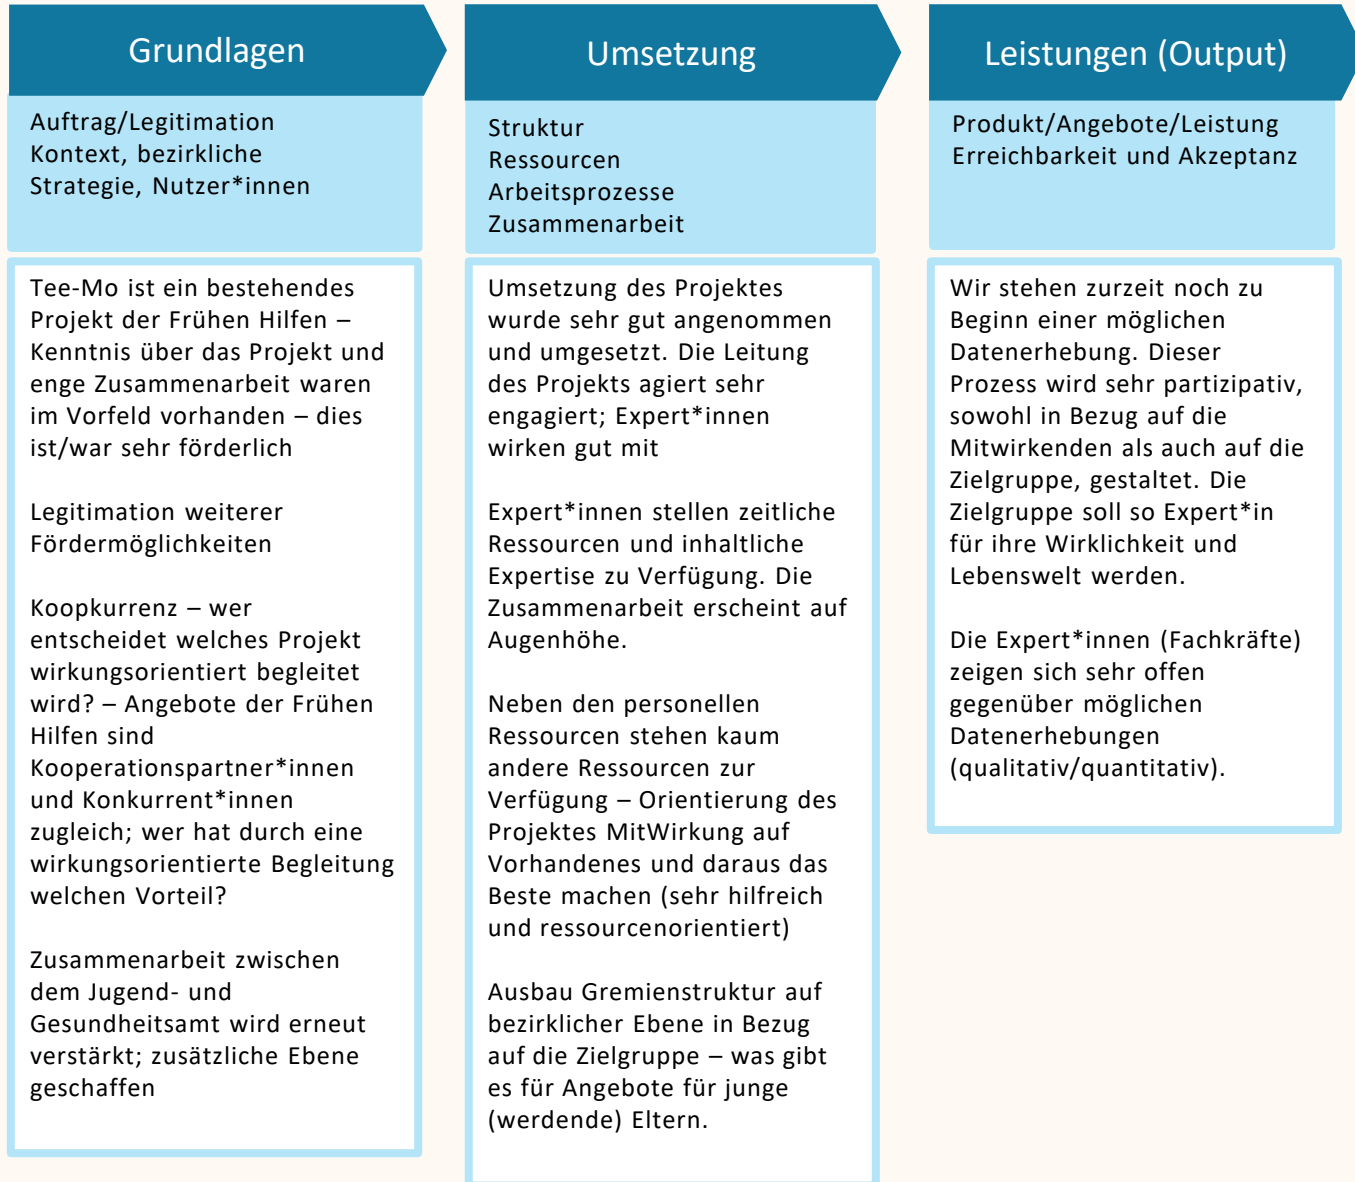 Grundlagen
Auftrag/Legitimation
Kontext, bezirkliche
Strategie, Nutzer*innen
Tee-Mo ist ein bestehendes
Projekt der Frühen Hilfen –
Kenntnis über das Projekt und
enge Zusammenarbeit waren
im Vorfeld vorhanden – dies
ist/war sehr förderlich
Legitimation weiterer
Fördermöglichkeiten
Koopkurrenz – wer
entscheidet welches Projekt
wirkungsorientiert begleitet
wird? – Angebote der Frühen
Hilfen sind
Kooperationspartner*innen
und Konkurrent*innen
zugleich; wer hat durch eine
wirkungsorientierte Begleitung
welchen Vorteil?
Zusammenarbeit zwischen
dem Jugend- und
Gesundheitsamt wird erneut
verstärkt; zusätzliche Ebene
geschaffen
Umsetzung
Struktur
Ressourcen
Arbeitsprozesse
Zusammenarbeit
Umsetzung des Projektes
wurde sehr gut angenommen
und umgesetzt. Die Leitung
des Projekts agiert sehr
engagiert; Expert*innen
wirken gut mit
Expert*innen stellen zeitliche
Ressourcen und inhaltliche
Expertise zu Verfügung. Die
Zusammenarbeit erscheint auf
Augenhöhe.
Neben den personellen
Ressourcen stehen kaum
andere Ressourcen zur
Verfügung – Orientierung des
Projektes MitWirkung auf
Vorhandenes und daraus das
Beste machen (sehr hilfreich
und ressourcenorientiert)
Ausbau Gremienstruktur auf
bezirklicher Ebene in Bezug
auf die Zielgruppe – was gibt
es für Angebote für junge
(werdende) Eltern.
Leistungen (Output)
Produkt/Angebote/Leistung
Erreichbarkeit und Akzeptanz
Wir stehen zurzeit noch zu
Beginn einer möglichen
Datenerhebung. Dieser
Prozess wird sehr partizipativ,
sowohl in Bezug auf die
Mitwirkenden als auch auf die
Zielgruppe, gestaltet. Die
Zielgruppe soll so Expert*in
für ihre Wirklichkeit und
Lebenswelt werden.
Die Expert*innen (Fachkräfte)
zeigen sich sehr offen
gegenüber möglichen
Datenerhebungen
(qualitativ/quantitativ).